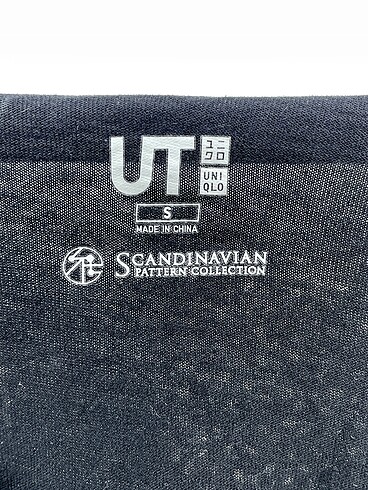 UT
ユニ
クロ
UNI
QLO
S
MADE IN CHINA
SCANDINAVIAN
PATTERN COLLECTION